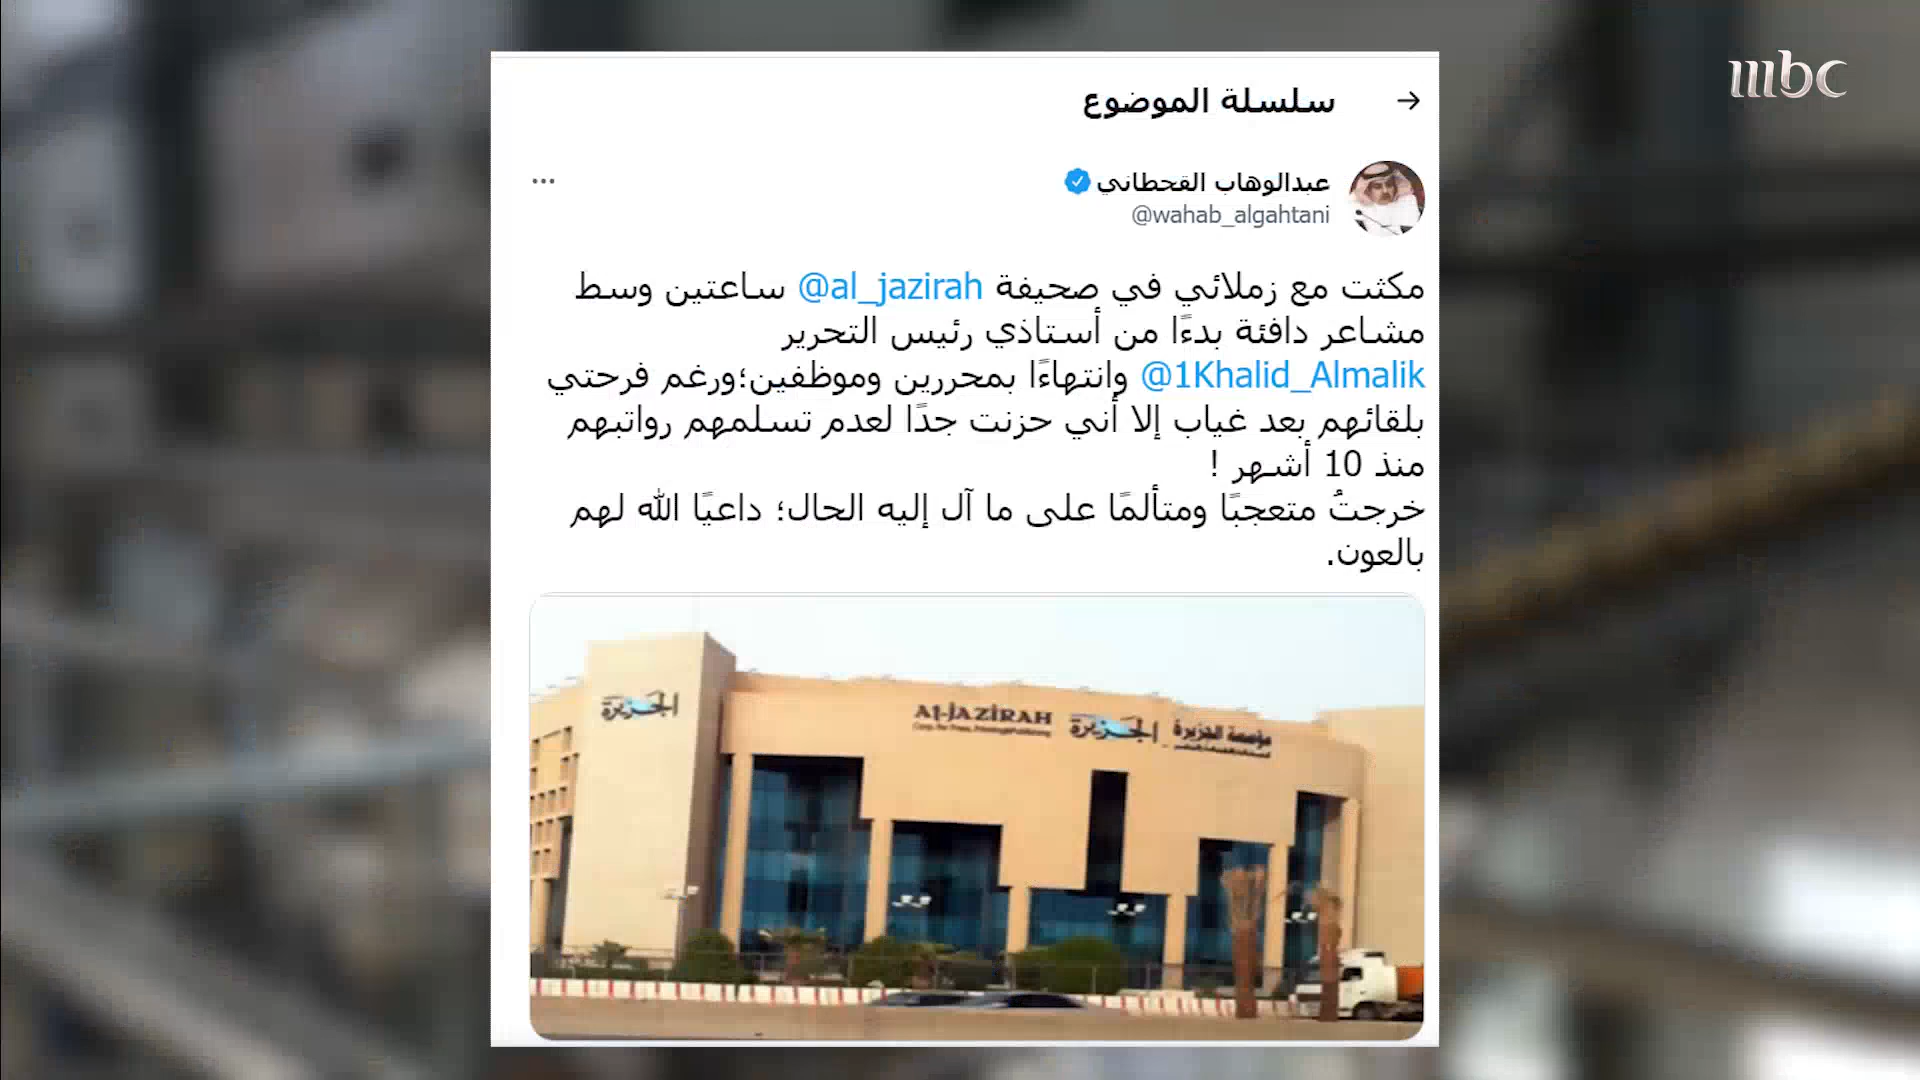 mbc
سلسلة الموضوع
عبدالوهاب القحطاني
@wahab_algahtani
مكثت مع زملائي في صحيفة @al_jazirah ساعتين وسط
مشاعر دافئة بدءًا من أستاذي رئيس التحرير
@1Khalid_Almalik وانتهاءًا بمحررين وموظفين؛ورغم فرحتي
بلقائهم بعد غياب إلا أني حزنت جدًا لعدم تسلمهم رواتبهم
منذ 10 أشهر !
خرجتُ متعجبًا ومتألمًا على ما آل إليه الحال؛ داعيًا الله لهم
بالعون.
الجزيرة
مؤسسة الجزيرة
الجزيرة
Al-JAZIRAH